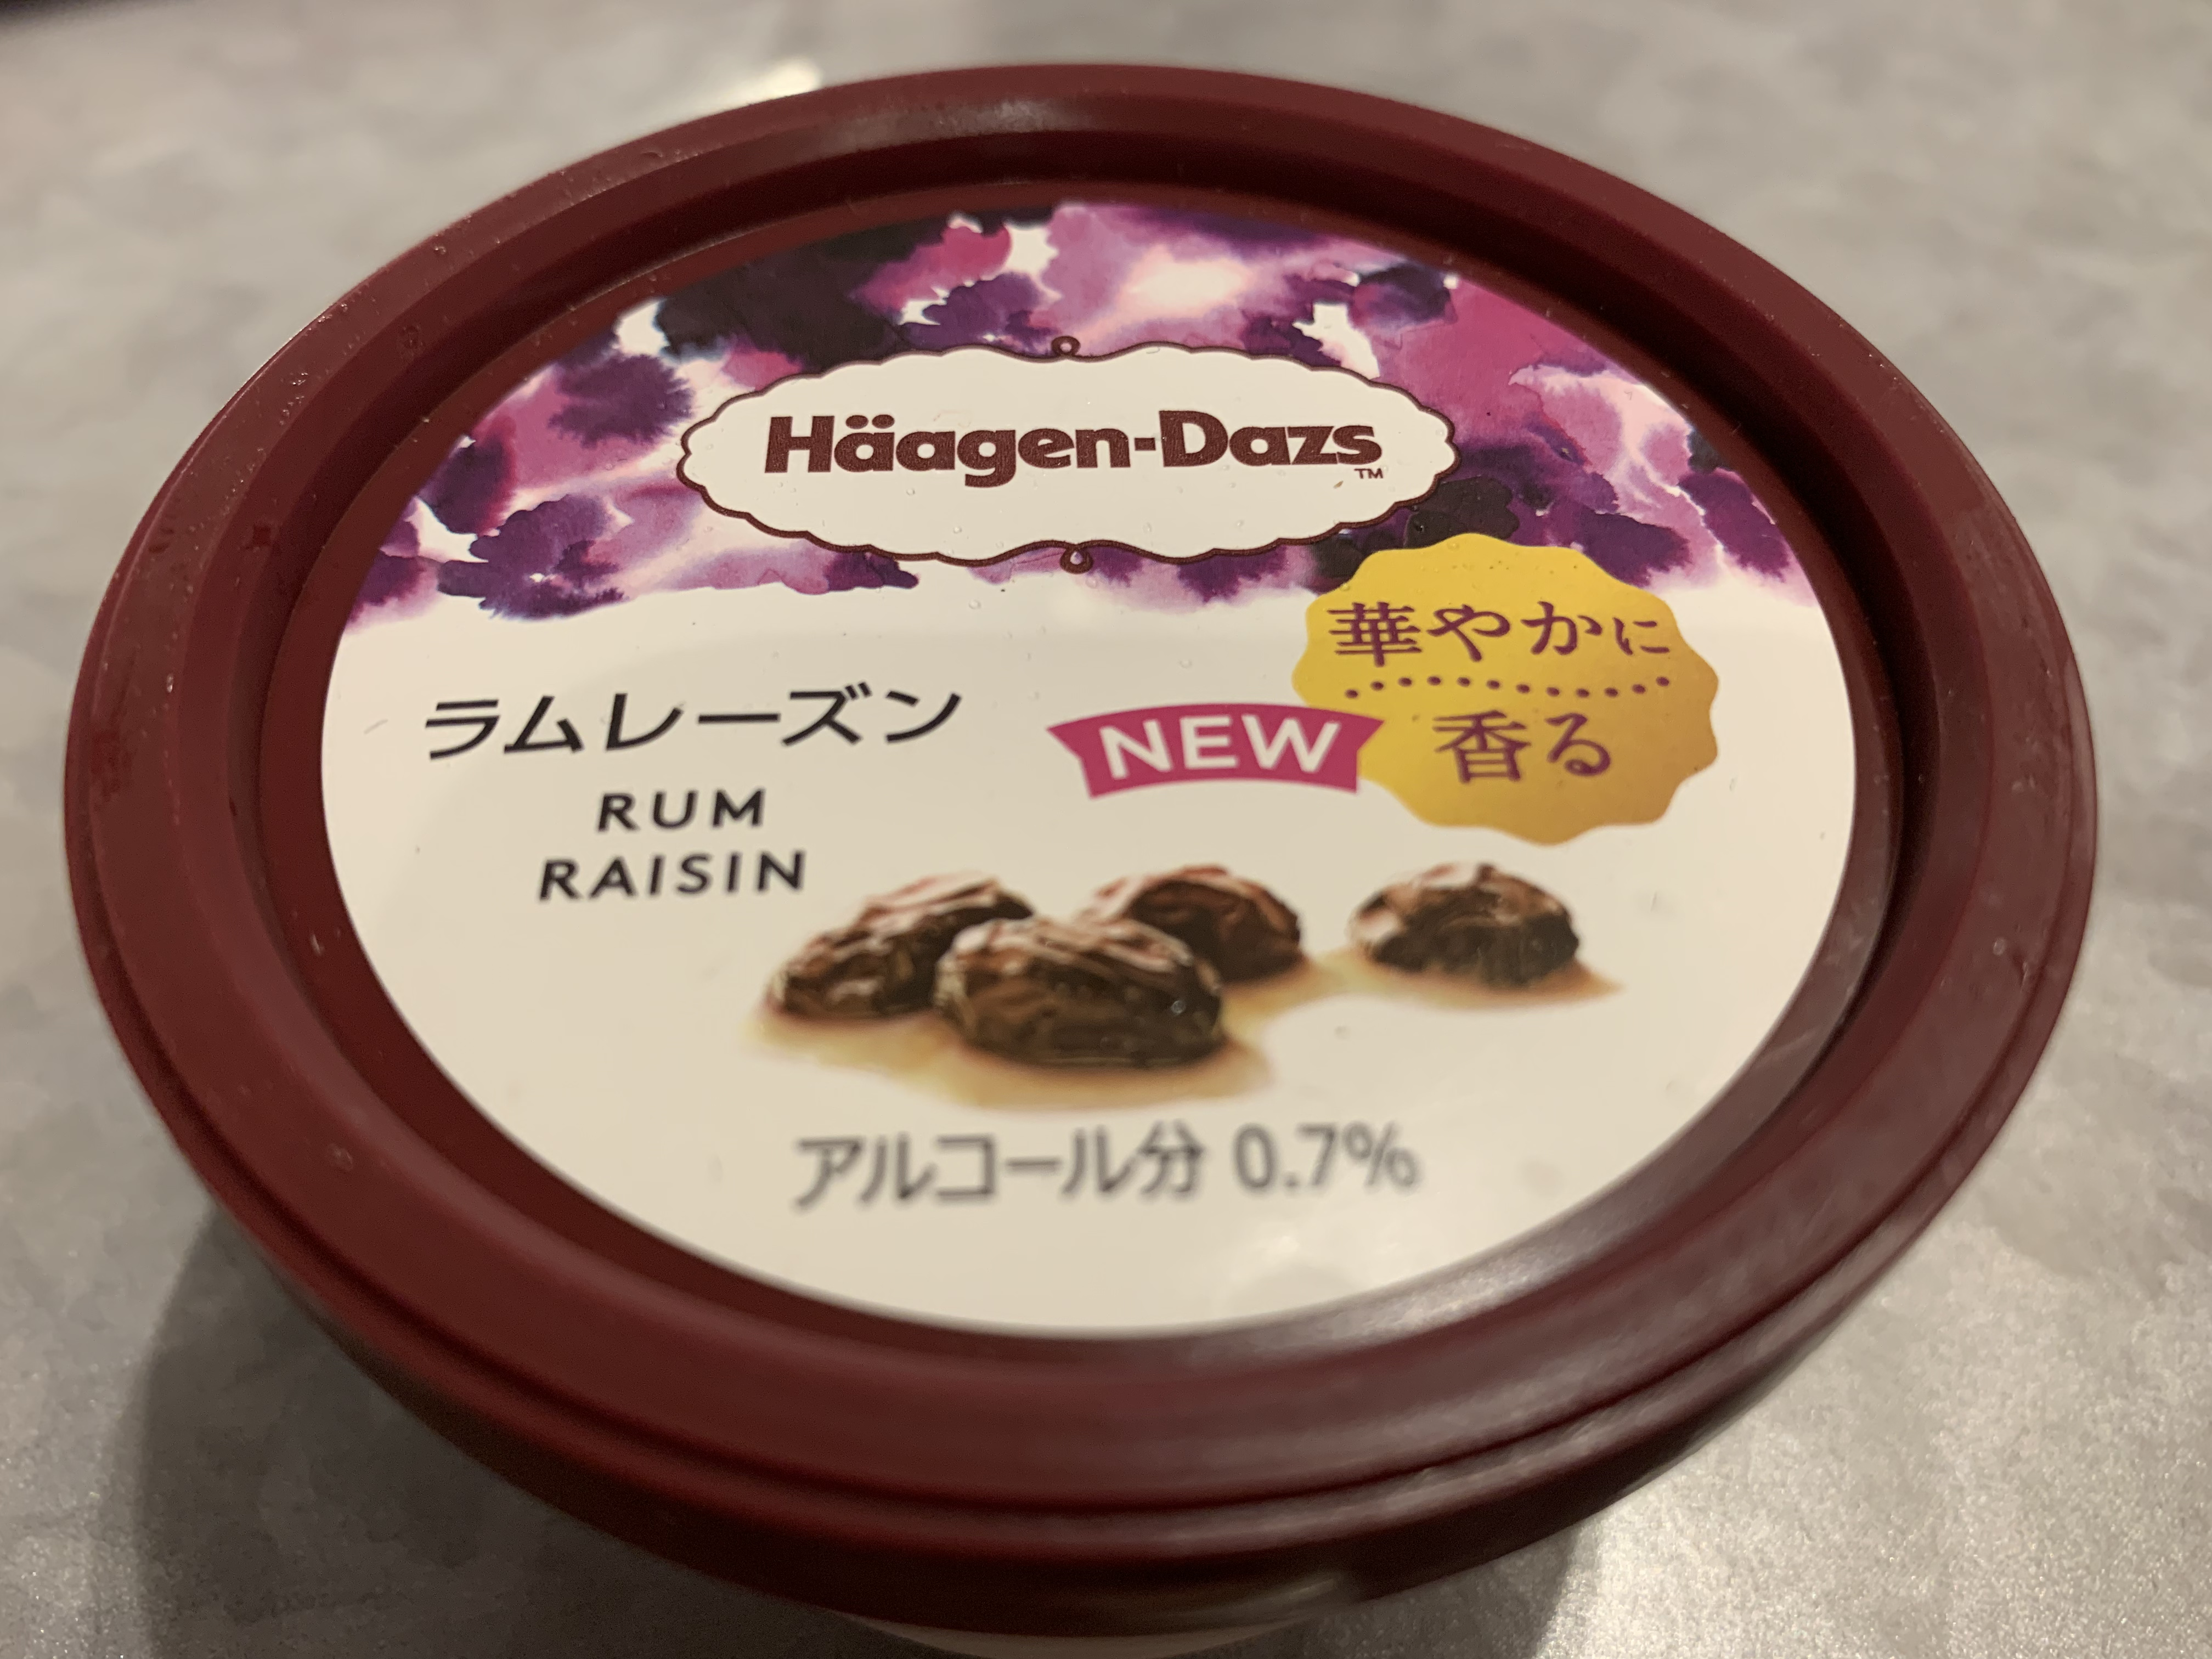 Häagen-Dazs
TM
華やかに
香る
NEW
ラムレーズン
RUM
RAISIN
アルコール分 0.7%